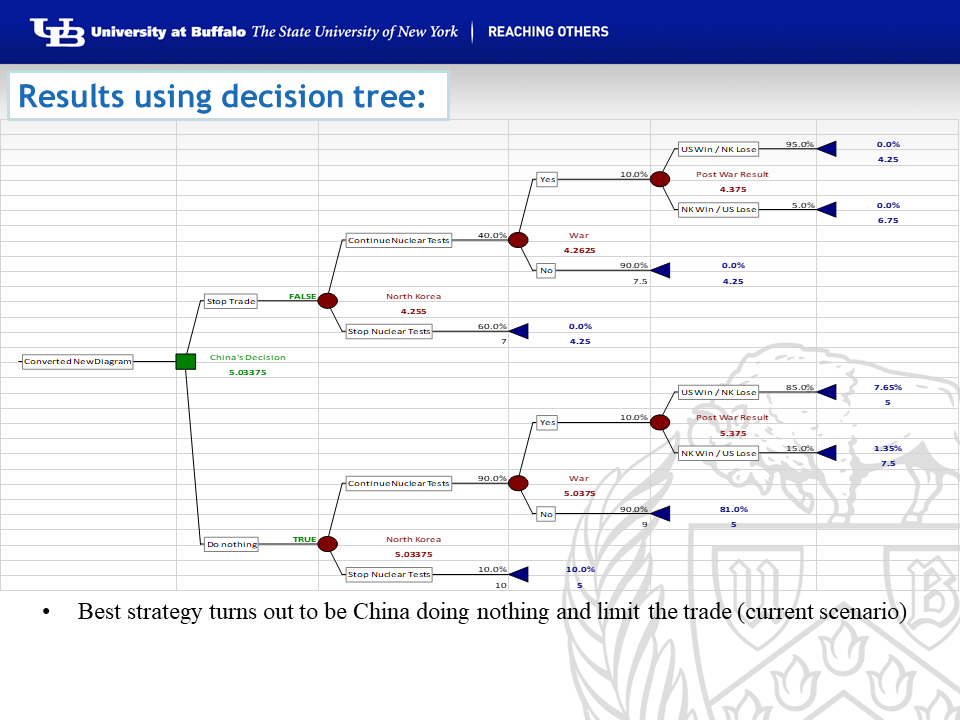 University at Buffalo The State University of New York | REACHING OTHERS
Results using decision tree:
US Win / NK Lose 95.0% 0.0%
4.25
Yes 10.0% Post War Result
4.375
NK Win / US Lose 5.0% 0.0%
6.75
Continue Nuclear Tests 40.0% War
4.2625
No 90.0% 0.0%
7.5 4.25
Stop Trade FALSE North Korea
4.255
Stop Nuclear Tests 60.0% 0.0%
7 4.25
Converted New Diagram China's Decision
5.03375
US Win / NK Lose 85.0% 7.65%
5
Yes 10.0% Post War Result
5.375
NK Win / US Lose 15.0% 1.35%
7.5
Continue Nuclear Tests 90.0% War
5.0375
No 90.0% 81.0%
9 5
Do nothing TRUE North Korea
5.03375
Stop Nuclear Tests 10.0% 10.0%
10 5
• Best strategy turns out to be China doing nothing and limit the trade (current scenario)